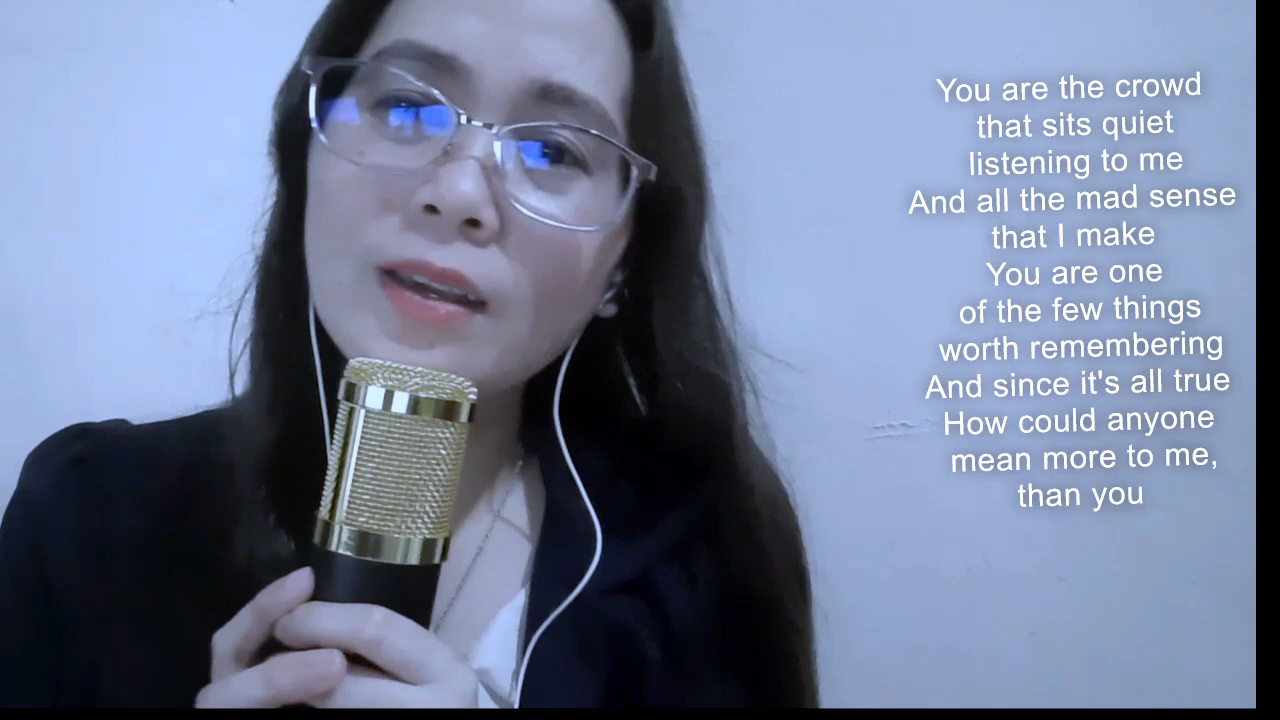 You are the crowd
that sits quiet
listening to me
And all the mad sense
that I make
You are one
of the few things
worth remembering
And since it's all true
How could anyone
mean more to me,
than you